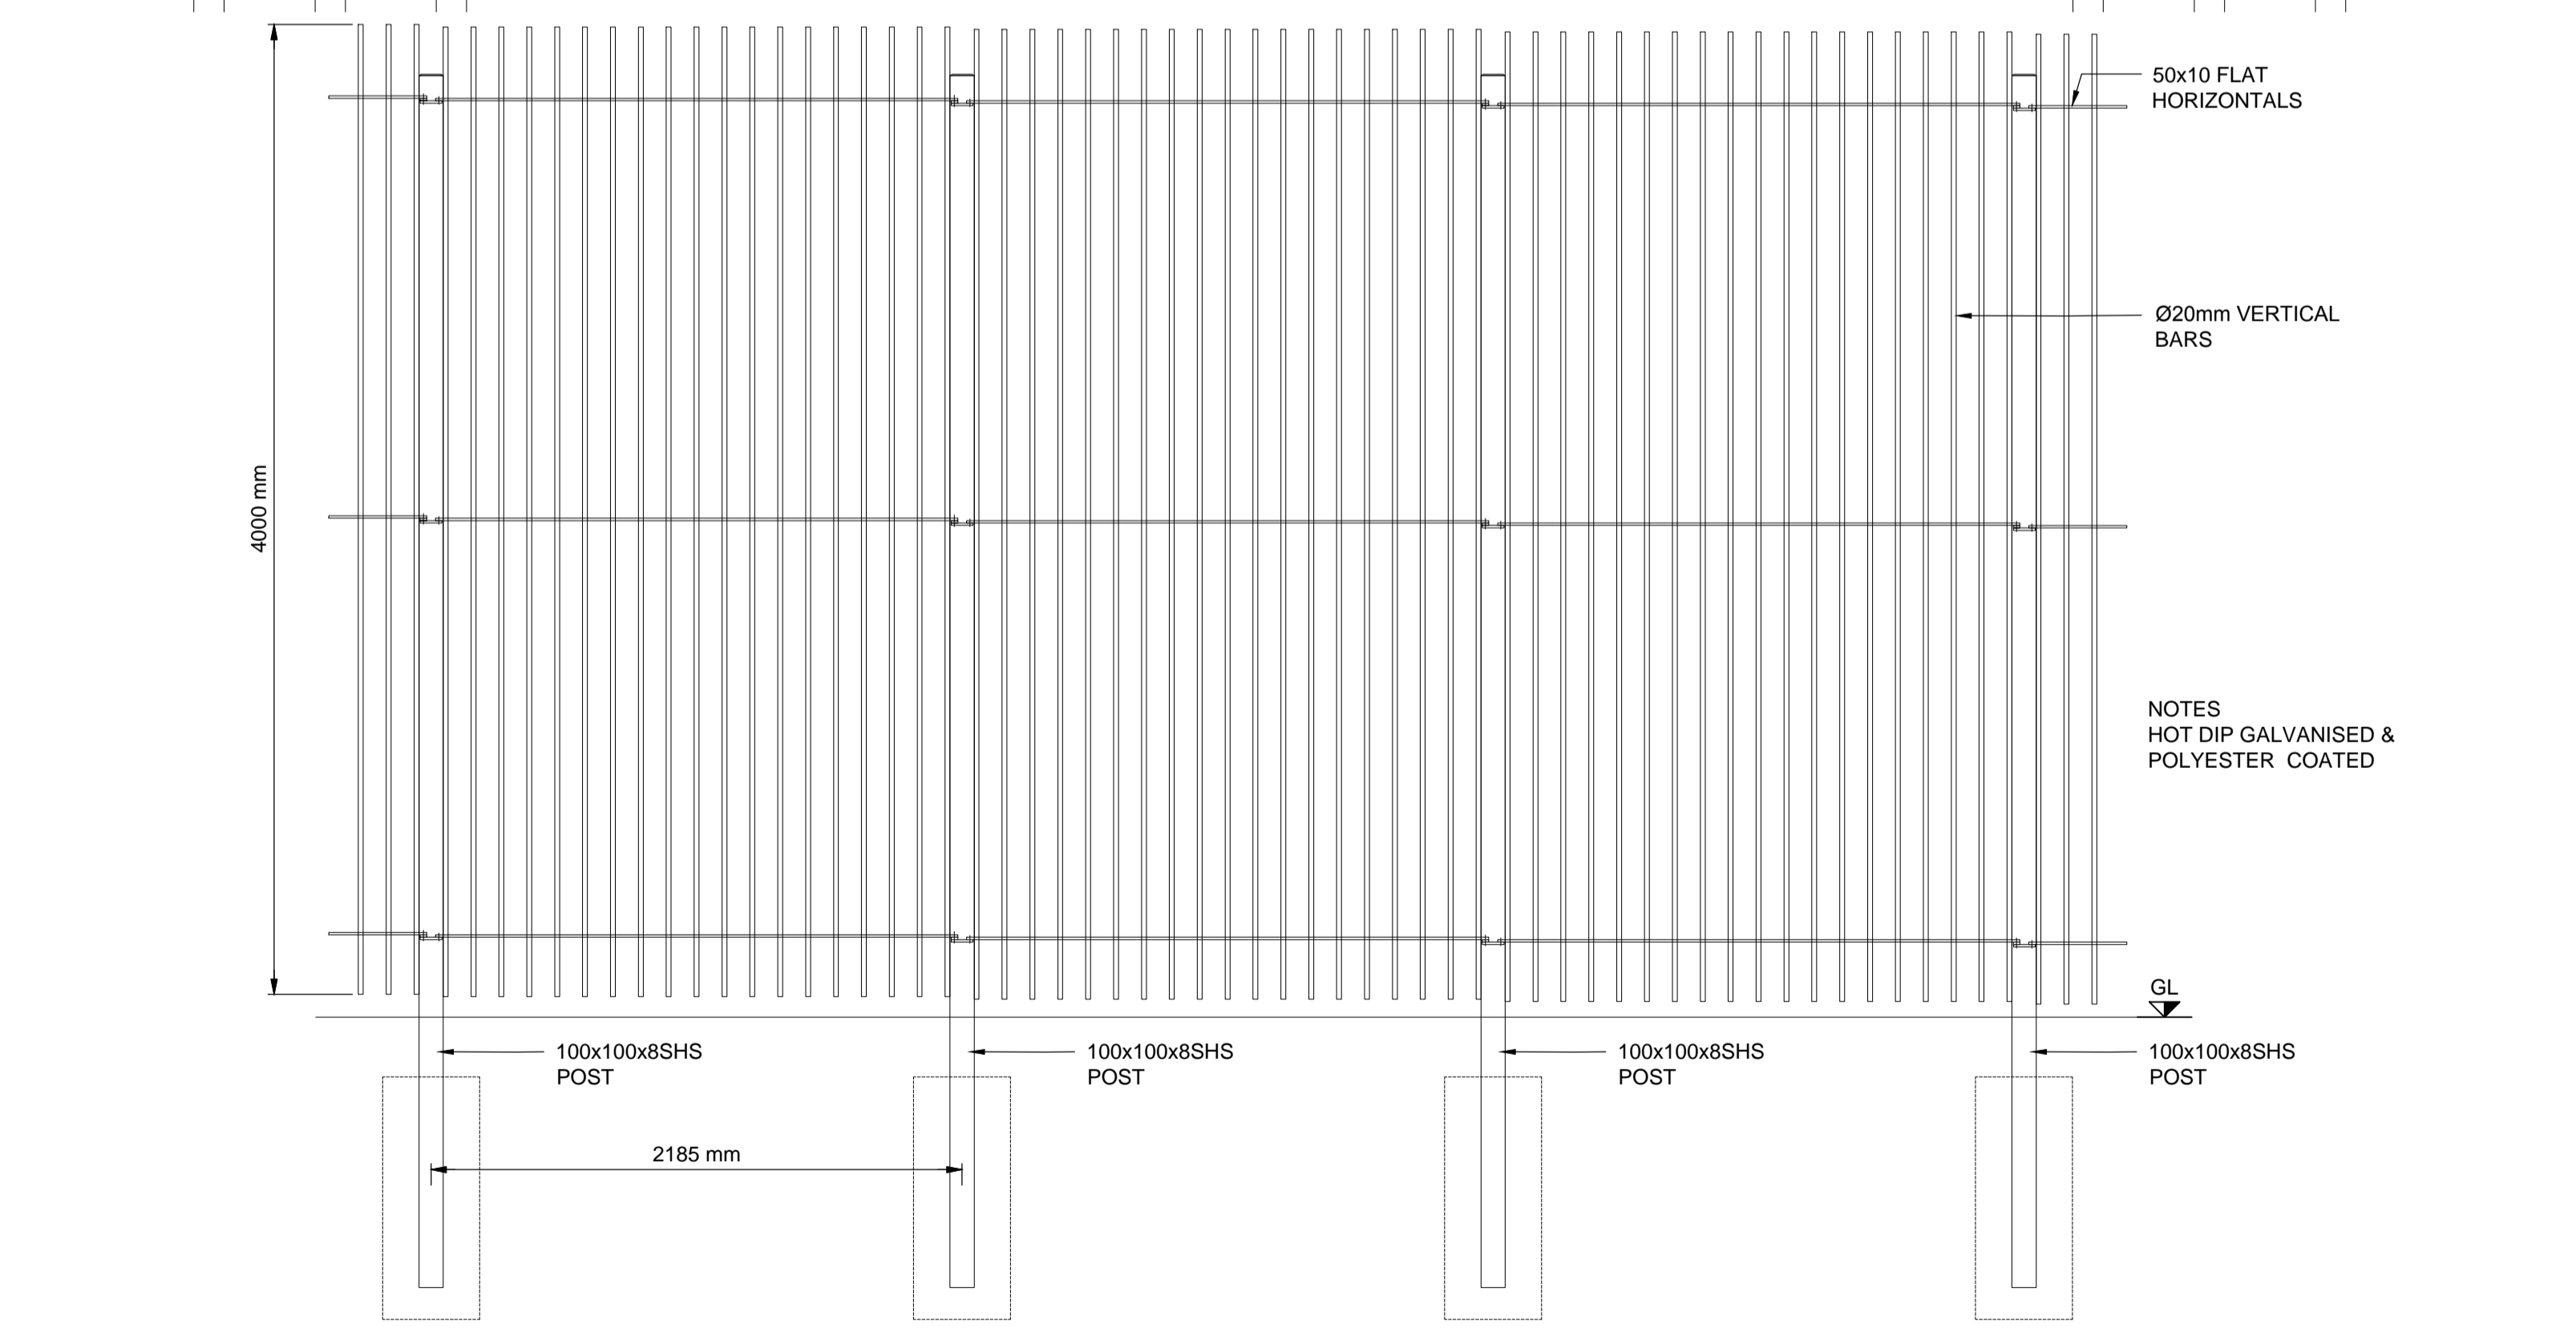 50x10 FLAT
HORIZONTALS
Ø20mm VERTICAL
BARS
4000 mm
NOTES
HOT DIP GALVANISED &
POLYESTER  COATED
GL
100x100x8SHS
POST
100x100x8SHS
POST
100x100x8SHS
POST
100x100x8SHS
POST
2185 mm